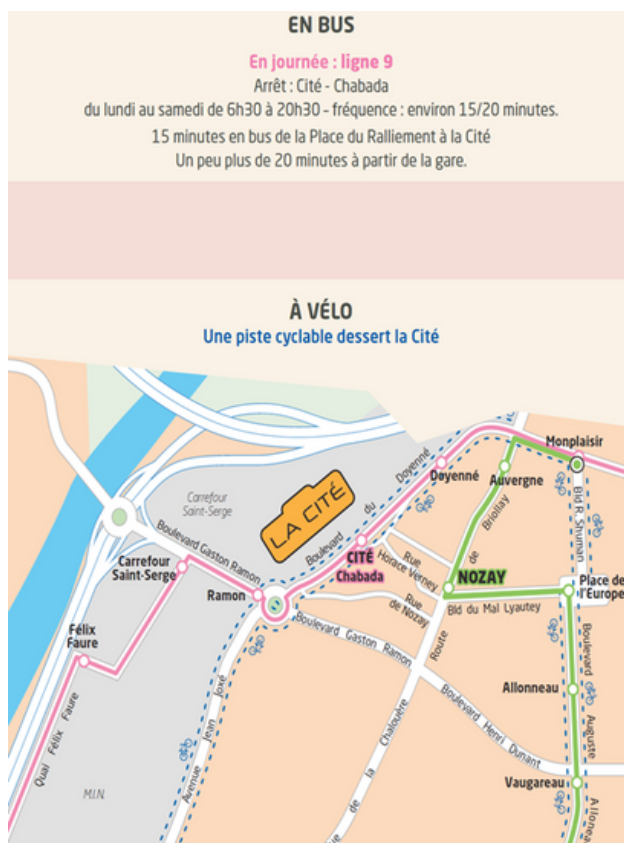 EN BUS
En journée : ligne 9
Arrêt : Cité - Chabada
du lundi au samedi de 6h30 à 20h30 - fréquence : environ 15/20 minutes.
15 minutes en bus de la Place du Ralliement à la Cité
Un peu plus de 20 minutes à partir de la gare.
À VÉLO
Une piste cyclable dessert la Cité
Monplaisir
Doyenné
Auvergne
Bld R. Shuman
Briollay
de
Route
Boulevard
du
Doyenné
LA CITÉ
Carrefour
Saint-Serge
Boulevard Gaston Ramon
Carrefour
Saint-Serge
CITÉ
Chabada
Rue
Horace Verney
NOZAY
Place de
l'Europe
Ramon
Rue
de Nozay
Bld du Mal Lyautey
Félix
Faure
Boulevard Gaston Ramon
Boulevard Henri Dunant
Allonneau
Boulevard
Auguste
Allonea
Quai Félix Faure
Avenue Jean Joxé
ue de la Chalouère
Vaugareau
M.I.N.